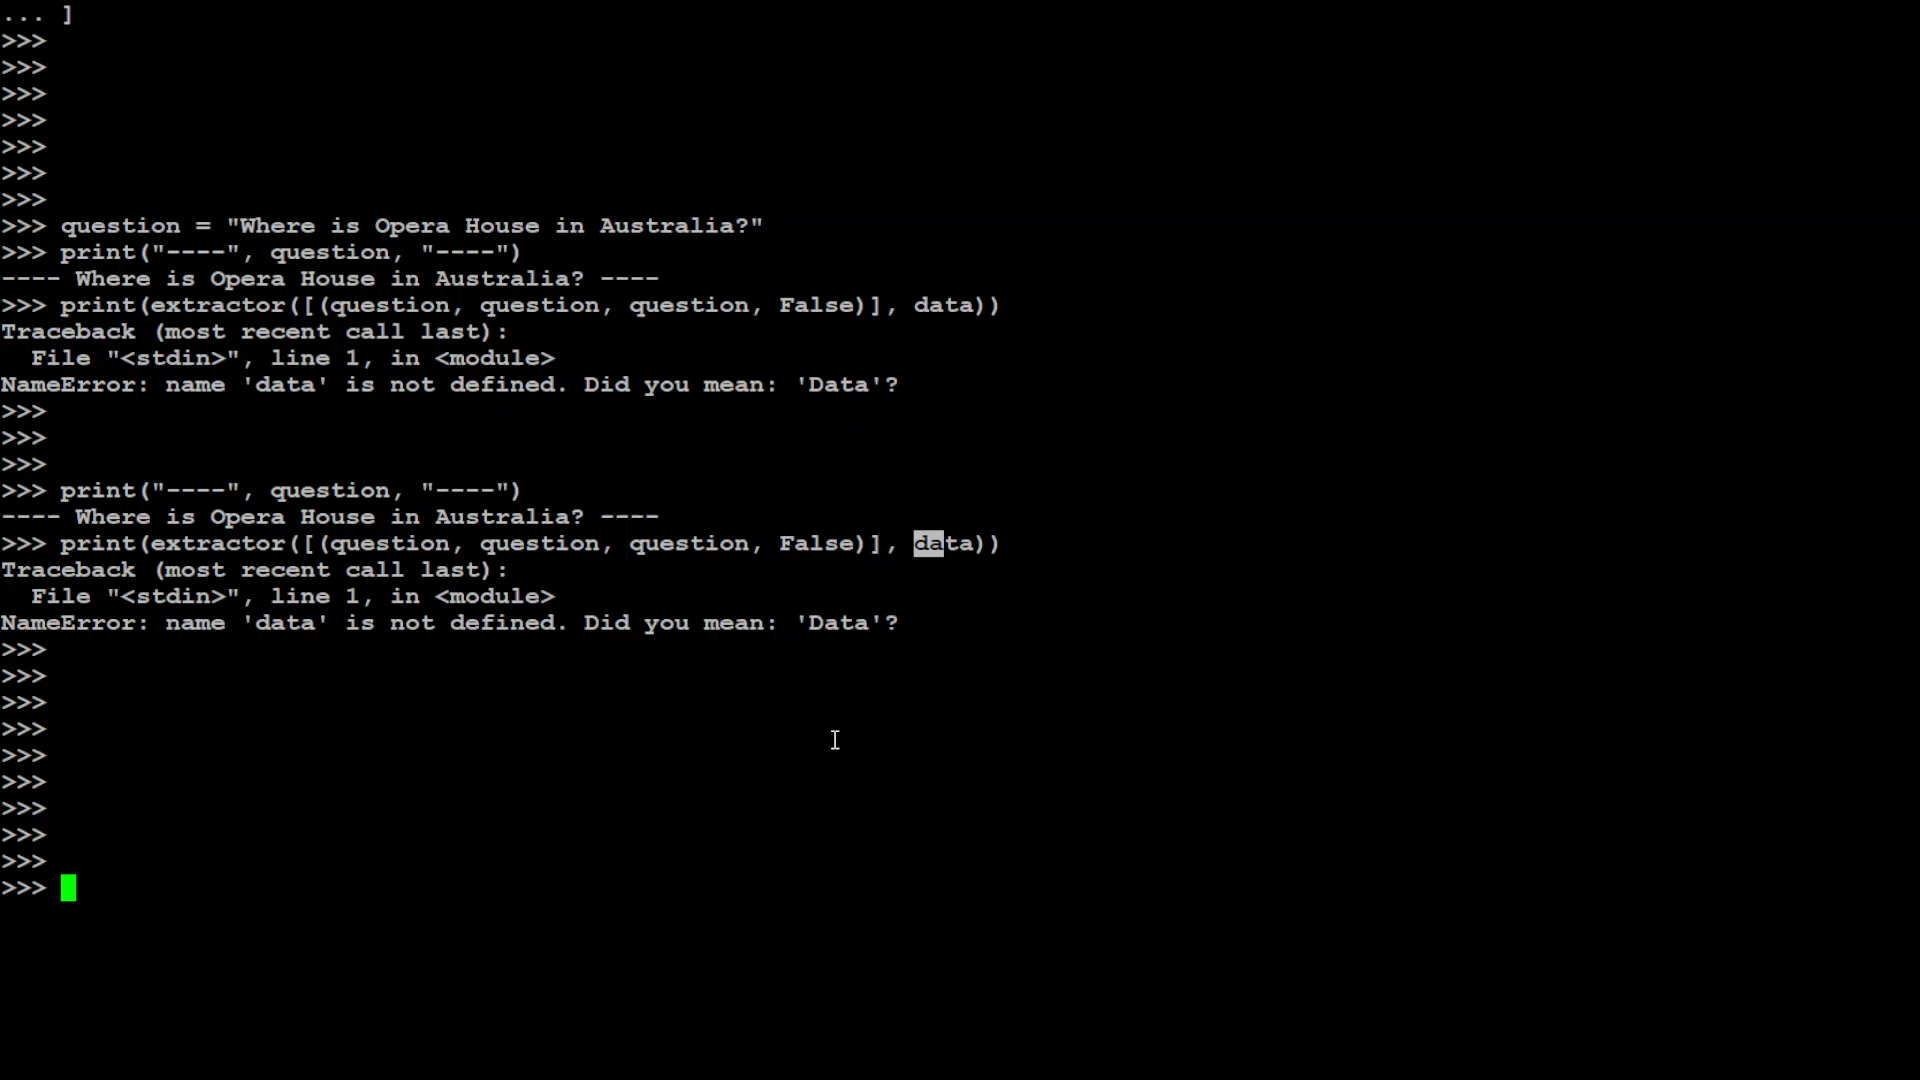 ... ]
>>>
>>>
>>>
>>>
>>>
>>>
>>>
>>> question = "Where is Opera House in Australia?"
>>> print("----", question, "----")
---- Where is Opera House in Australia? ----
>>> print(extractor([(question, question, question, False)], data))
Traceback (most recent call last):
  File "<stdin>", line 1, in <module>
NameError: name 'data' is not defined. Did you mean: 'Data'?
>>>
>>>
>>>
>>> print("----", question, "----")
---- Where is Opera House in Australia? ----
>>> print(extractor([(question, question, question, False)], data))
Traceback (most recent call last):
  File "<stdin>", line 1, in <module>
NameError: name 'data' is not defined. Did you mean: 'Data'?
>>>
>>>
>>>
>>>
>>>
>>>
>>>
>>>
>>>
>>>